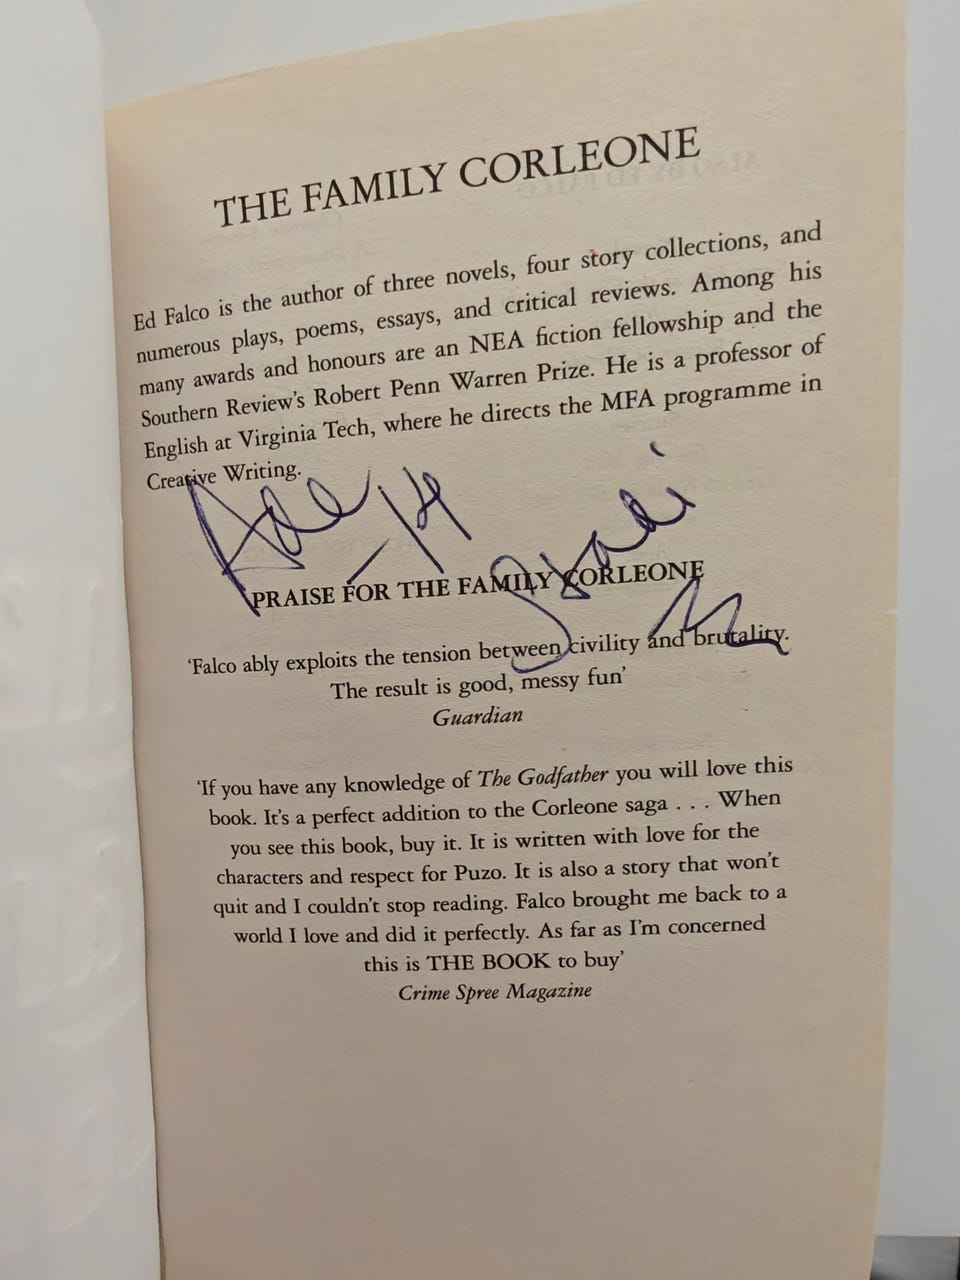 THE FAMILY CORLEONE
Ed Falco is the author of three novels, four story collections, and
numerous plays, poems, essays, and critical reviews. Among his
many awards and honours are an NEA fiction fellowship and the
Southern Review's Robert Penn Warren Prize. He is a professor of
English at Virginia Tech, where he directs the MFA programme in
Creative Writing.
PRAISE FOR THE FAMILY CORLEONE
'Falco ably exploits the tension between civility and brutality.
The result is good, messy fun'
Guardian
'If you have any knowledge of The Godfather you will love this
book. It's a perfect addition to the Corleone saga . . . When
you see this book, buy it. It is written with love for the
characters and respect for Puzo. It is also a story that won't
quit and I couldn't stop reading. Falco brought me back to a
world I love and did it perfectly. As far as I'm concerned
this is THE BOOK to buy'
Crime Spree Magazine